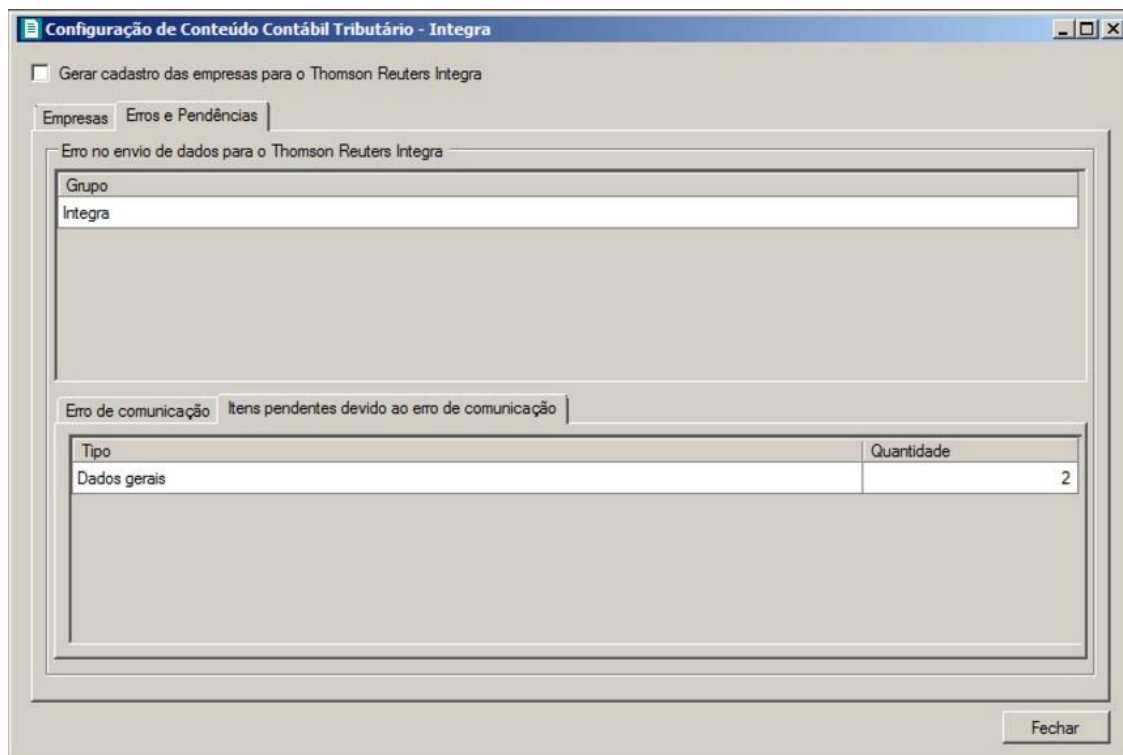 Configuração de Conteúdo Contábil Tributário - Integra
Gerar cadastro das empresas para o Thomson Reuters Integra
Empresas Erros e Pendências
Erro no envio de dados para o Thomson Reuters Integra
Grupo
Integra
Erro de comunicação Itens pendentes devido ao erro de comunicação
Tipo Quantidade
Dados gerais 2
Fechar